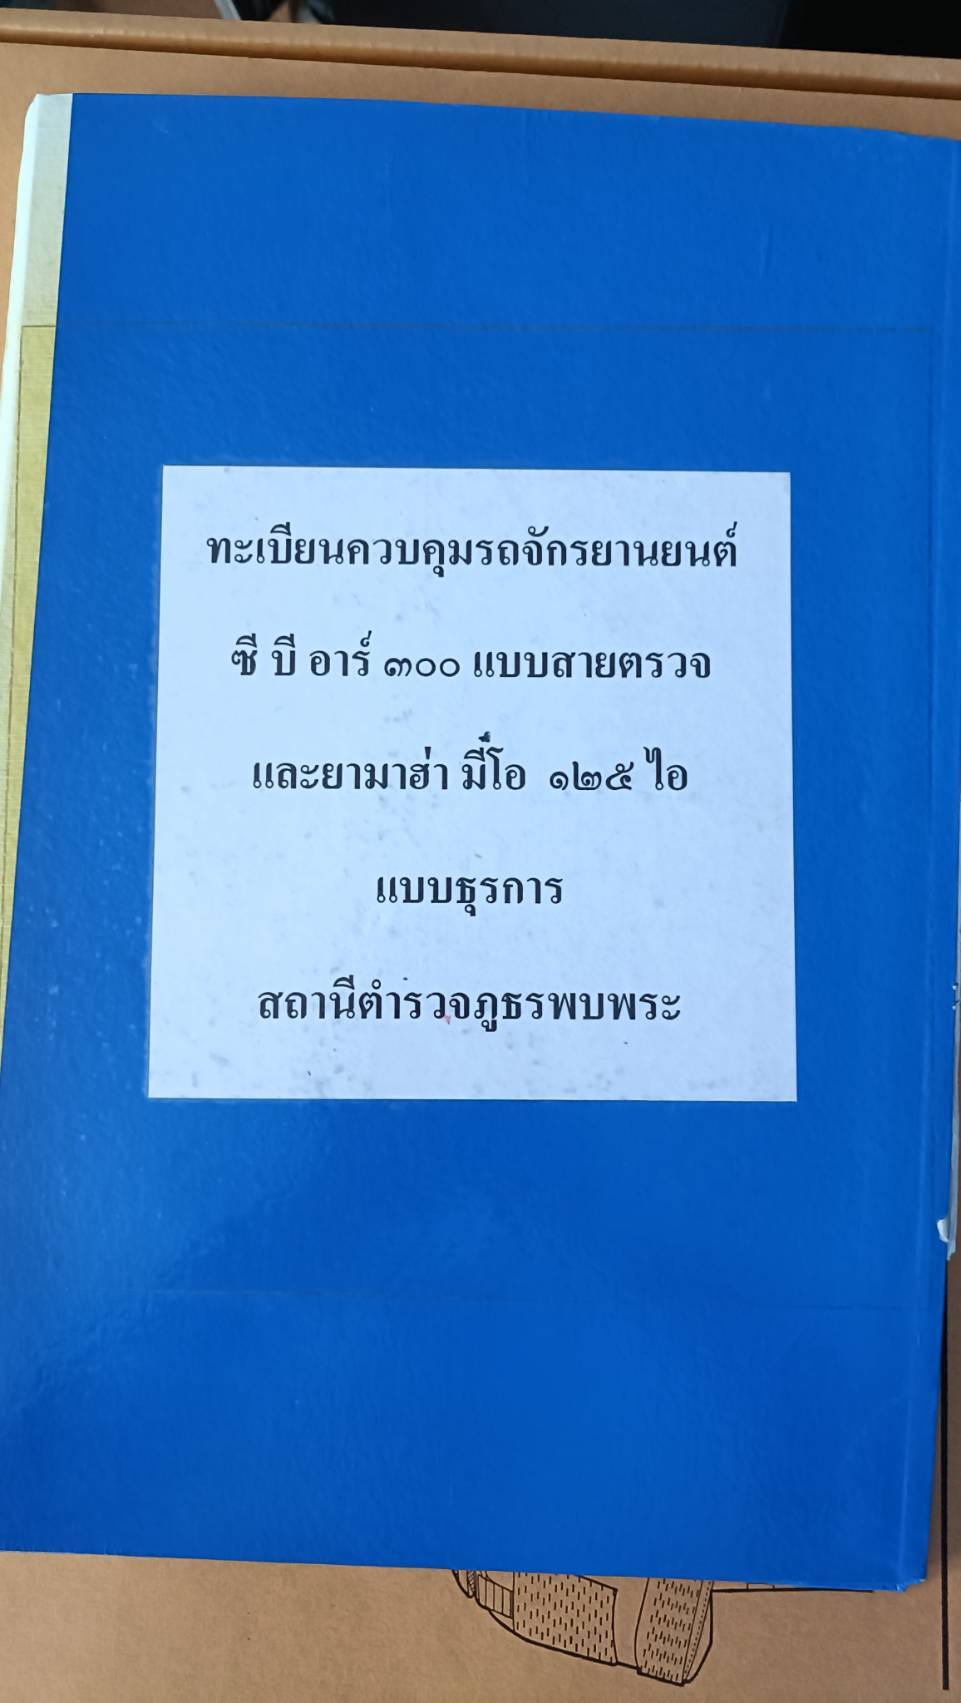 ทะเบียนควบคุมรถจักรยานยนต์
ซี บี อาร์ ๓๐๐ แบบสายตรวจ
และยามาฮ่า มี๋โอ ๑๒๕ ไอ
แบบธุรการ
สถานีตำรวจภูธรพบพระ